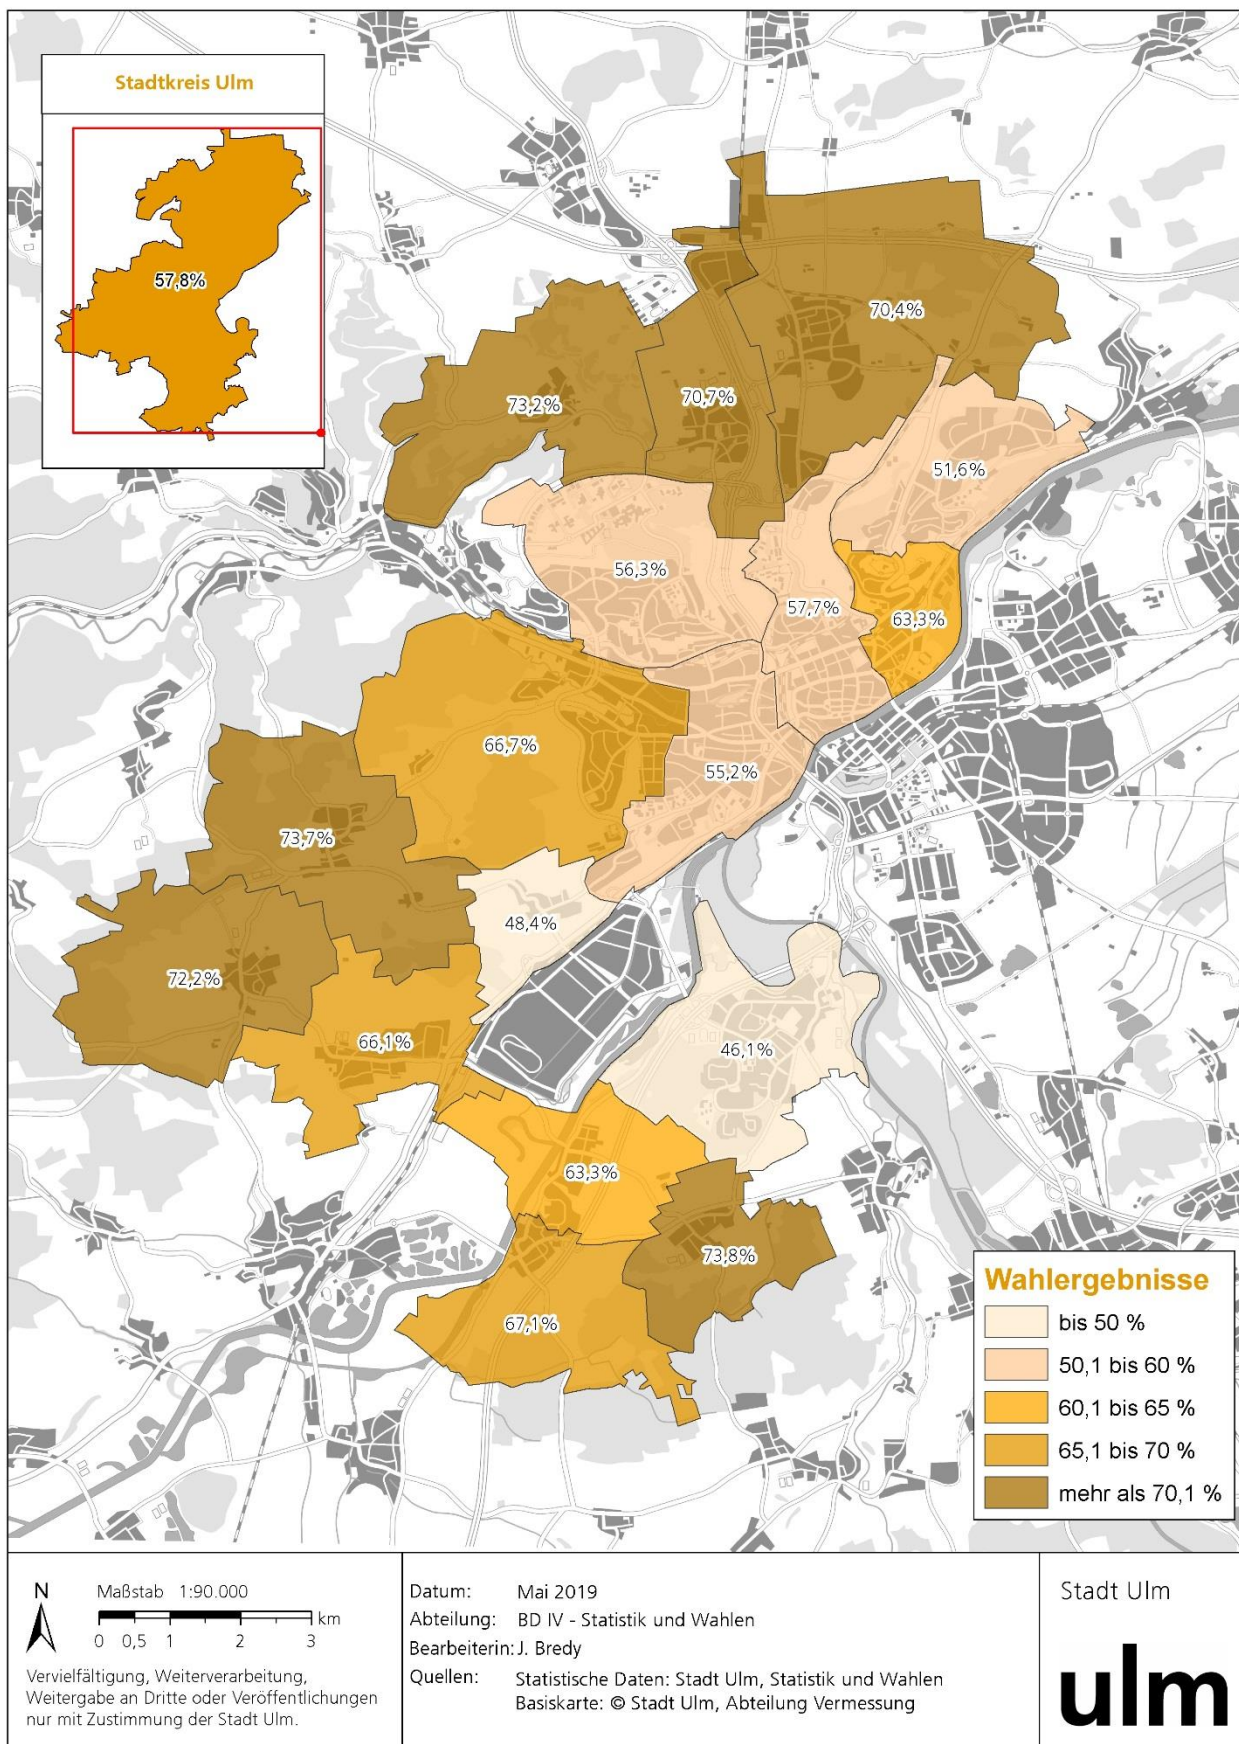 Stadtkreis Ulm
57,8%
70,4%
73,2%
70,7%
51,6%
56,3%
57,7%
63,3%
66,7%
55,2%
73,7%
48,4%
72,2%
66,1%
46,1%
63,3%
73,8%
67,1%
Wahlergebnisse
bis 50 %
50,1 bis 60 %
60,1 bis 65 %
65,1 bis 70 %
mehr als 70,1 %
N
Maßstab 1:90.000
km
0 0,5 1 2 3
Vervielfältigung, Weiterverarbeitung,
Weitergabe an Dritte oder Veröffentlichungen
nur mit Zustimmung der Stadt Ulm.
Datum: Mai 2019
Abteilung: BD IV - Statistik und Wahlen
Bearbeiterin: J. Bredy
Quellen: Statistische Daten: Stadt Ulm, Statistik und Wahlen
Basiskarte: © Stadt Ulm, Abteilung Vermessung
Stadt Ulm
ulm